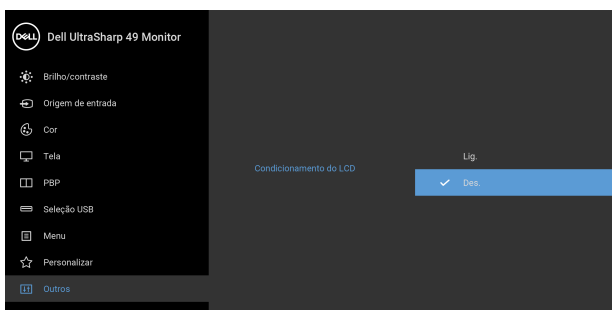 DELL Dell UltraSharp 49 Monitor
Brilho/contraste
Origem de entrada
Cor
Tela
PBP
Seleção USB
Menu
Personalizar
Outros
Condicionamento do LCD
Lig.
Des.